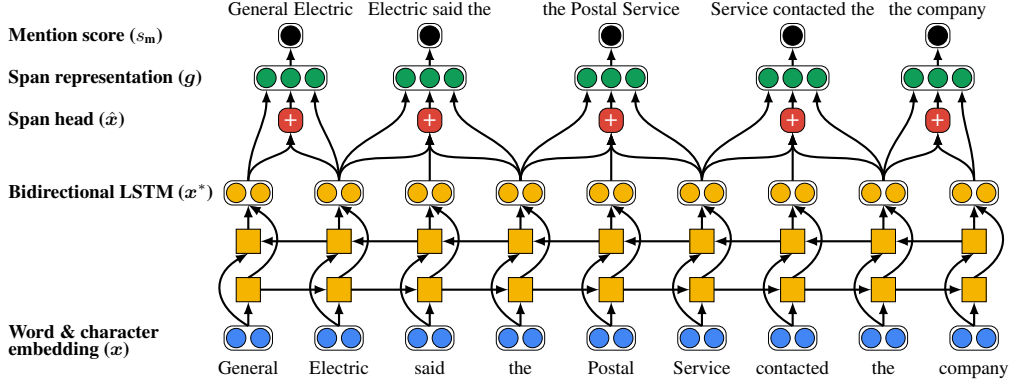 General Electric Electric said the the Postal Service Service contacted the the company
Mention score (s_m)
Span representation (g)
Span head (x̂)
+ + + + +
Bidirectional LSTM (x*)
Word & character
embedding (x)
General Electric said the Postal Service contacted the company